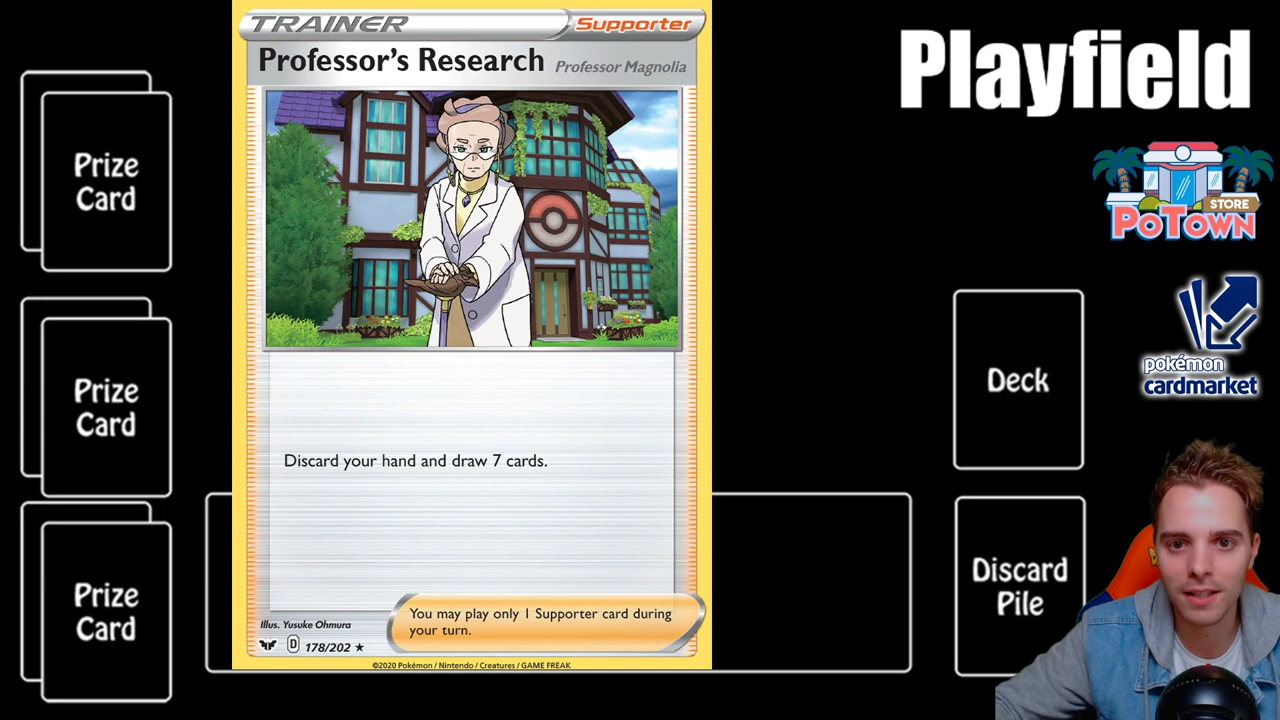 TRAINER
Supporter
Professor's Research
Professor Magnolia
Playfield
Prize
Card
STORE
POTOWN
Prize
Card
pokémon
cardmarket
Deck
Discard your hand and draw 7 cards.
Prize
Card
Discard
Pile
You may play only 1 Supporter card during
your turn.
Illus. Yusuke Ohmura
D 178/202 ★
©2020 Pokémon / Nintendo / Creatures / GAME FREAK